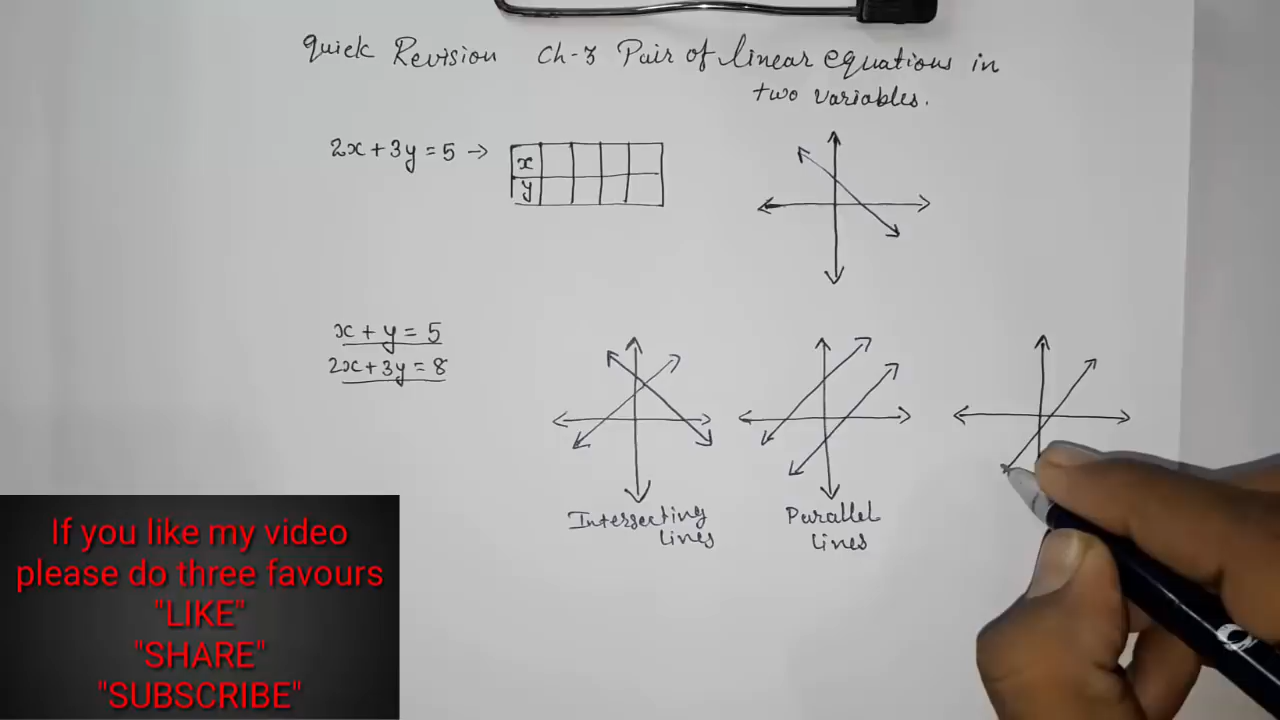 quick Revision Ch-3 Pair of linear equations in
two variables.
2x + 3y = 5 →
x
y
x + y = 5
2x + 3y = 8
Intersecting
lines
Parallel
lines
If you like my video
please do three favours
"LIKE"
"SHARE"
"SUBSCRIBE"